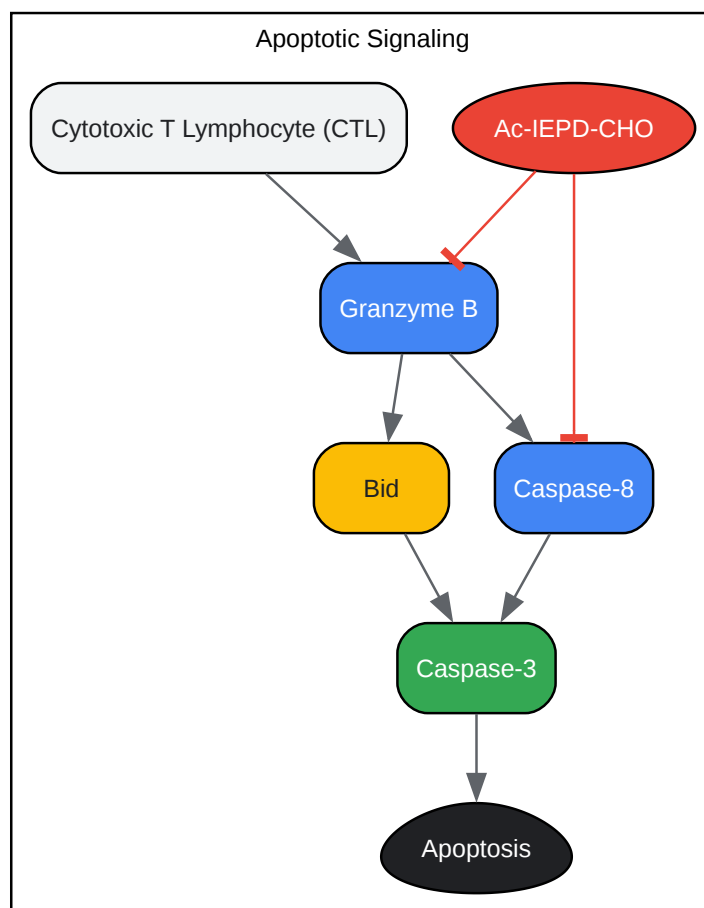 Apoptotic Signaling
Cytotoxic T Lymphocyte (CTL)
Ac-IEPD-CHO
Granzyme B
Bid
Caspase-8
Caspase-3
Apoptosis